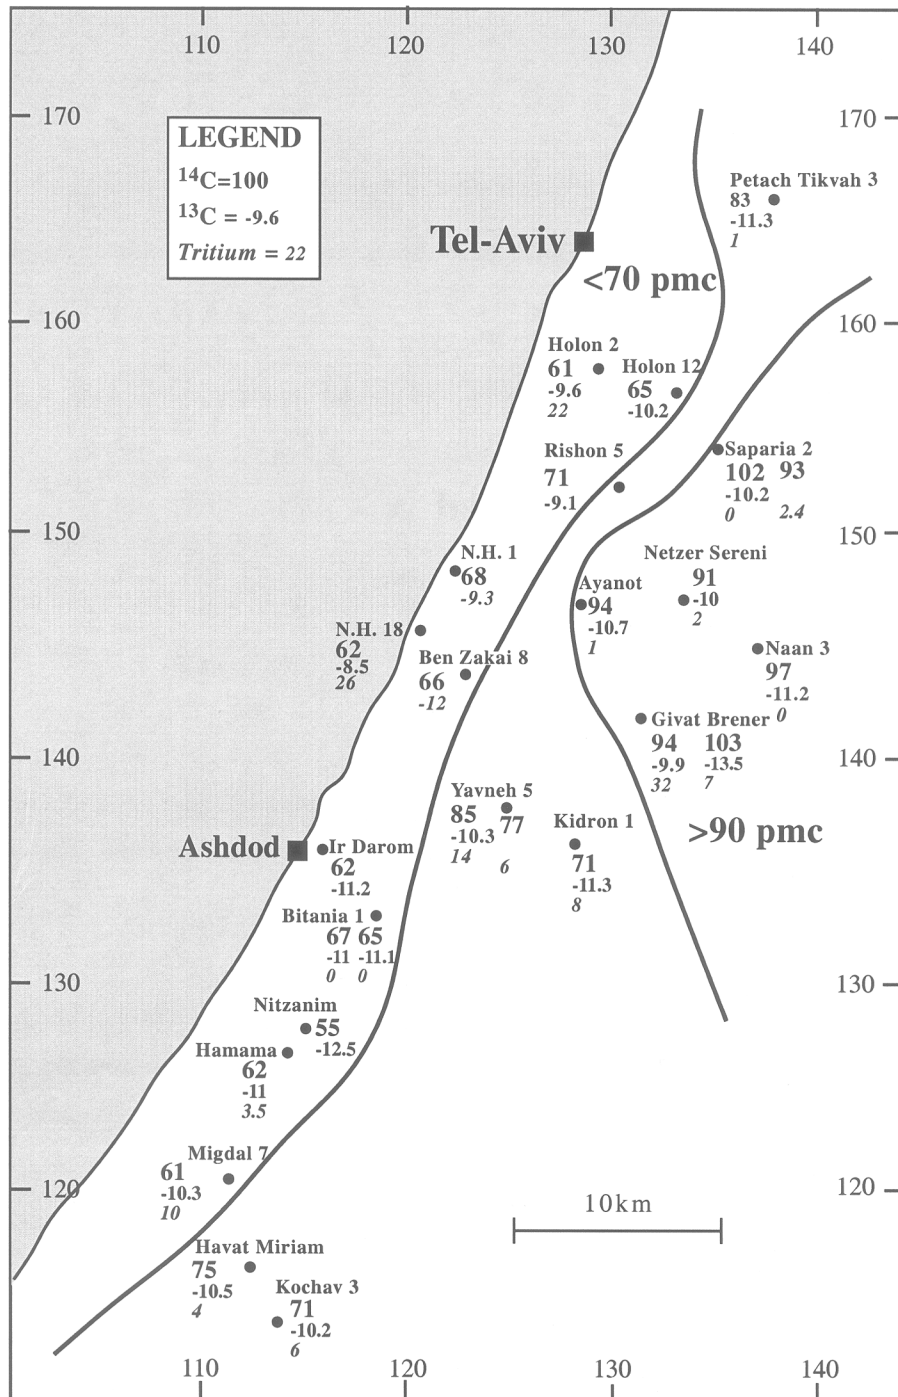 110
120
130
140
170
170
LEGEND
14C=100
13C = -9.6
Tritium = 22
Petach Tikvah 3
83
-11.3
1
Tel-Aviv
<70 pmc
160
160
Holon 2
61
-9.6
22
Holon 12
65
-10.2
Rishon 5
71
-9.1
Saparia 2
102 93
-10.2
0 2.4
150
150
N.H. 1
68
-9.3
Netzer Sereni
91
-10
2
Ayanot
94
-10.7
1
N.H. 18
62
-8.5
26
Ben Zakai 8
66
-12
Naan 3
97
-11.2
0
Givat Brener
94 103
-9.9 -13.5
32 7
140
140
Yavneh 5
85 77
-10.3
14 6
Kidron 1
71
-11.3
8
>90 pmc
Ashdod
Ir Darom
62
-11.2
Bitania 1
67 65
-11 -11.1
0 0
130
130
Nitzanim
55
-12.5
Hamama
62
-11
3.5
Migdal 7
61
-10.3
10
120
120
10km
Havat Miriam
75
-10.5
4
Kochav 3
71
-10.2
6
110
120
130
140